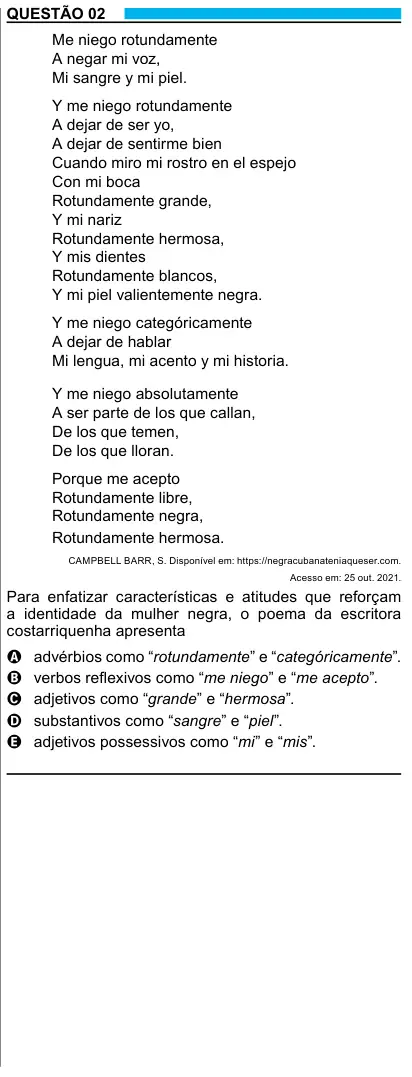 QUESTÃO 02
Me niego rotundamente
A negar mi voz,
Mi sangre y mi piel.
Y me niego rotundamente
A dejar de ser yo,
A dejar de sentirme bien
Cuando miro mi rostro en el espejo
Con mi boca
Rotundamente grande,
Y mi nariz
Rotundamente hermosa,
Y mis dientes
Rotundamente blancos,
Y mi piel valientemente negra.
Y me niego categóricamente
A dejar de hablar
Mi lengua, mi acento y mi historia.
Y me niego absolutamente
A ser parte de los que callan,
De los que temen,
De los que lloran.
Porque me acepto
Rotundamente libre,
Rotundamente negra,
Rotundamente hermosa.
CAMPBELL BARR, S. Disponível em: https://negracubanateniaqueser.com.
Acesso em: 25 out. 2021.
Para enfatizar características e atitudes que reforçam
a identidade da mulher negra, o poema da escritora
costarriquenha apresenta
A advérbios como “rotundamente” e “categóricamente”.
B verbos reflexivos como “me niego” e “me acepto”.
C adjetivos como “grande” e “hermosa”.
D substantivos como “sangre” e “piel”.
E adjetivos possessivos como “mi” e “mis”.